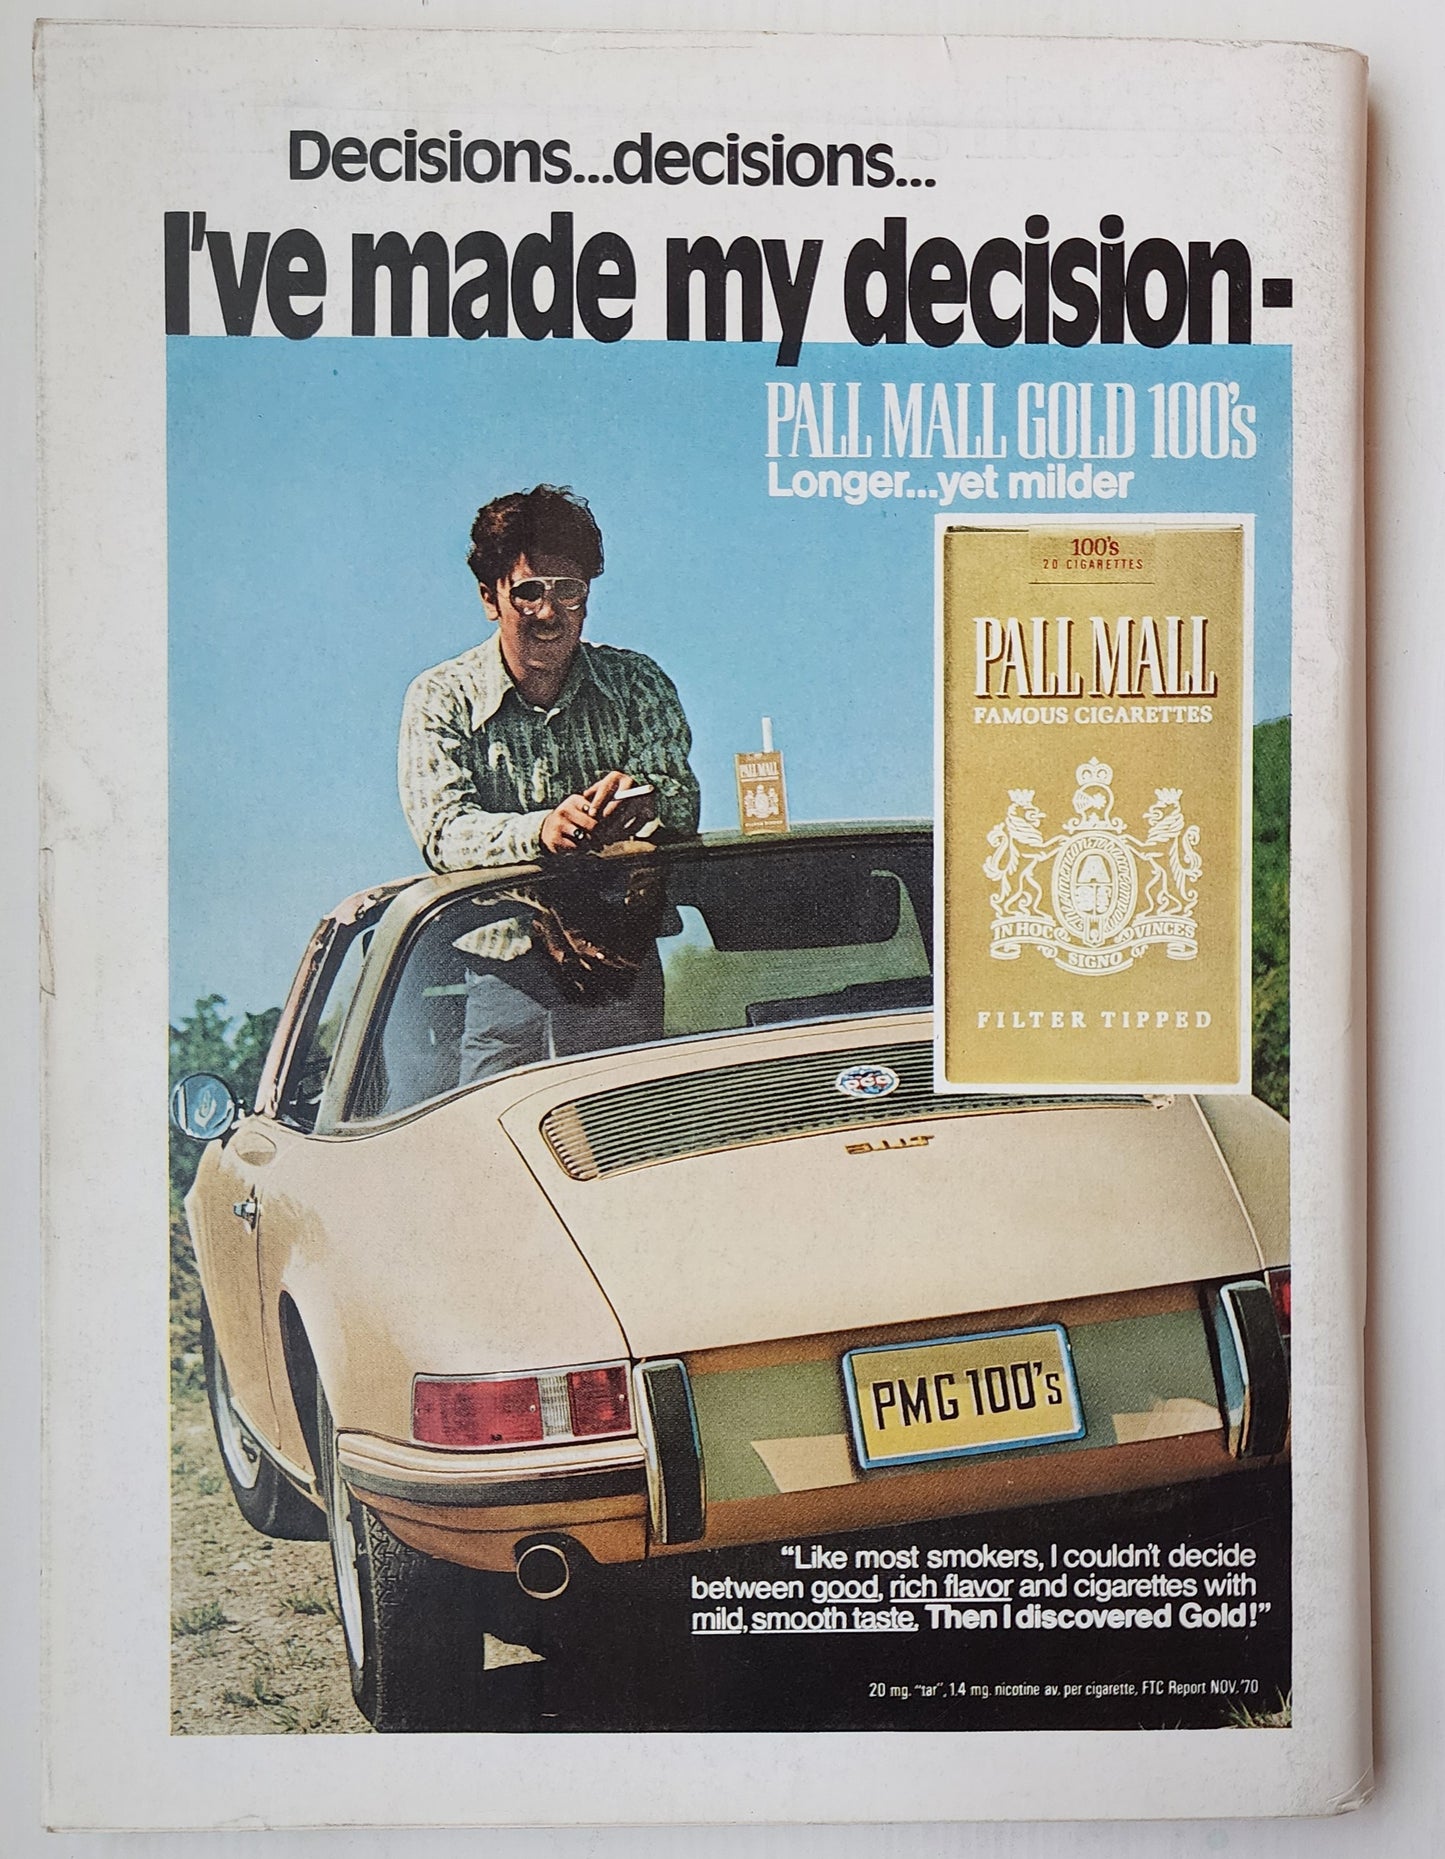 Decisions...decisions...
I've made my decision-
PALL MALL GOLD 100's
Longer...yet milder
100's
20 CIGARETTES
PALL MALL
FAMOUS CIGARETTES
IN HOC
SIGNO
VINCES
FILTER TIPPED
PALL MALL
PMG 100's
“Like most smokers, I couldn't decide
between good, rich flavor and cigarettes with
mild, smooth taste. Then I discovered Gold!”
20 mg. “tar”, 1.4 mg. nicotine av. per cigarette, FTC Report NOV.'70